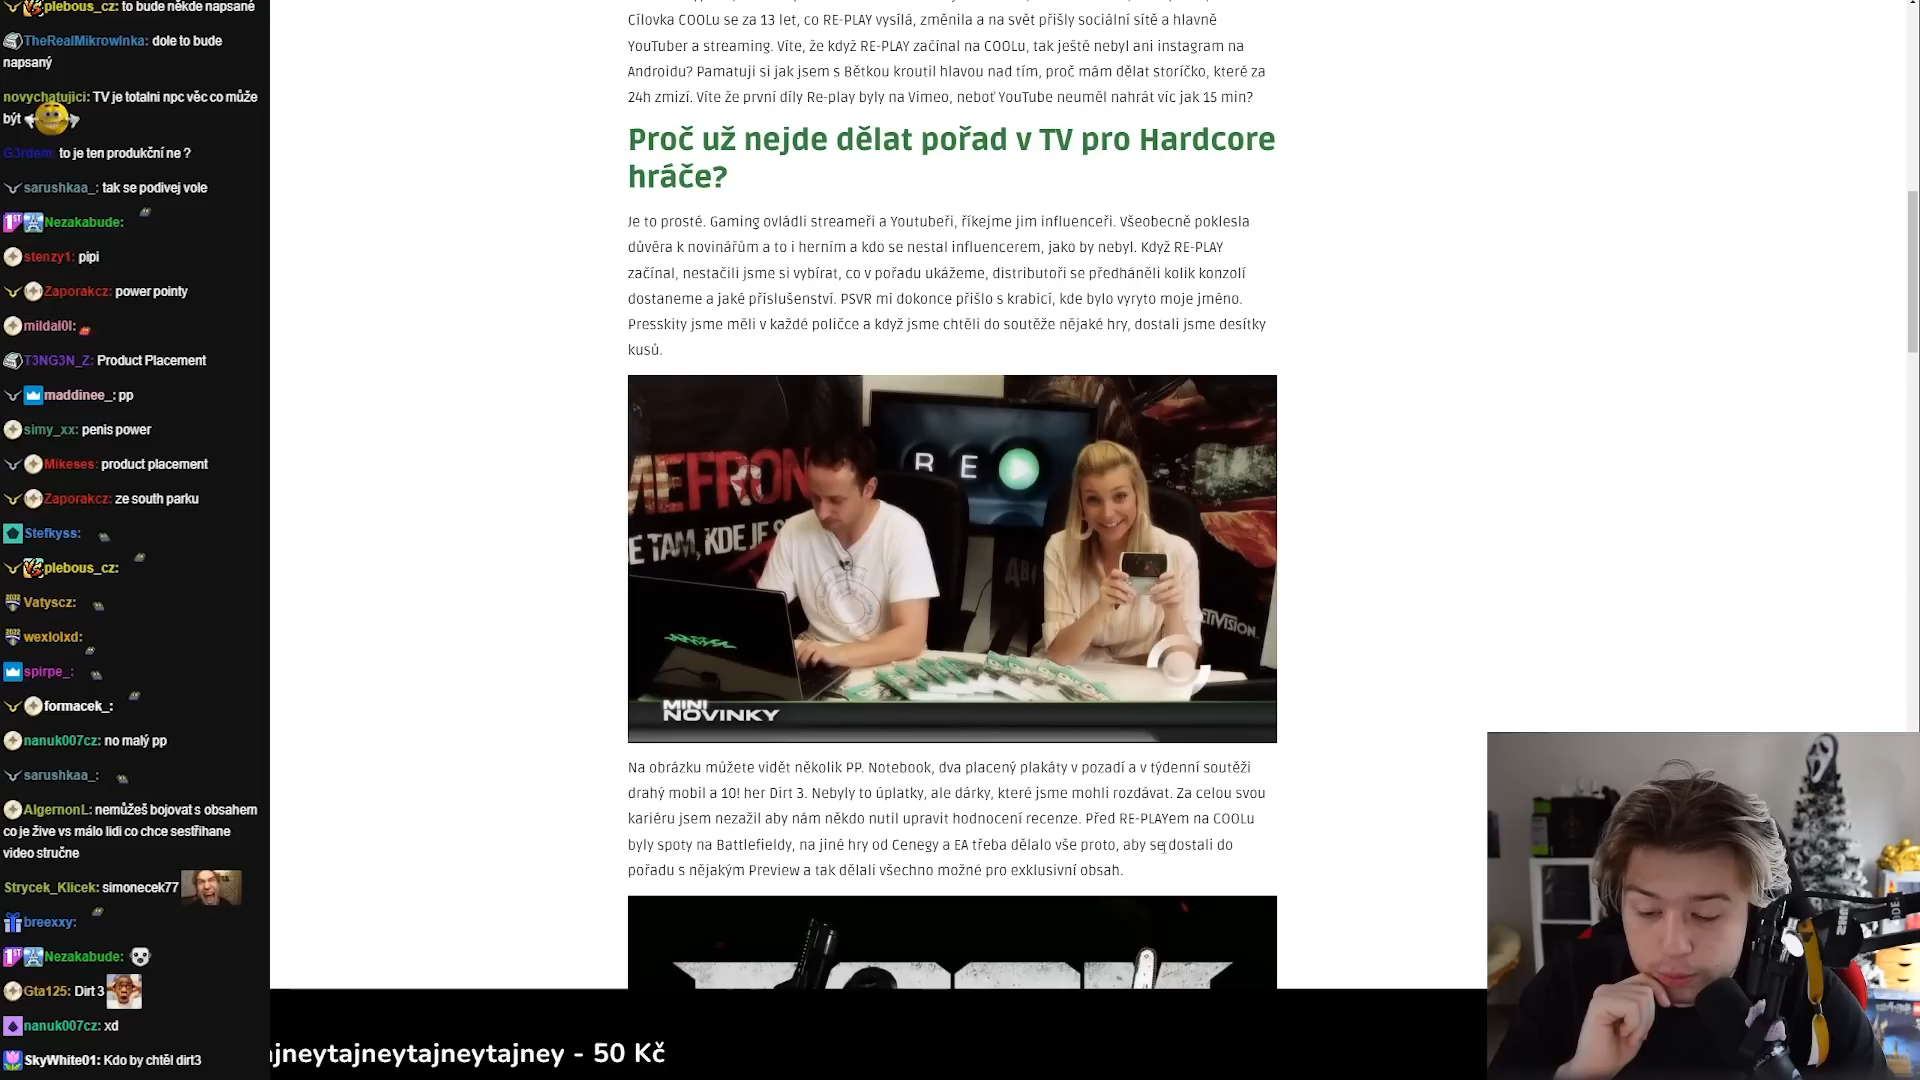 plebous_cz: to bude někde napsané
TheRealMikrowlnka: dole to bude
napsaný
novychatujici: TV je totalni npc věc co může
být
G3rdem: to je ten produkční ne ?
sarushkaa_: tak se podivej vole
Nezakabude:
stenzy1: pipi
Zaporakcz: power pointy
mildal0l:
T3NG3N_Z: Product Placement
maddinee_: pp
simy_xx: penis power
Mikeses: product placement
Zaporakcz: ze south parku
Stefkyss:
plebous_cz:
Vatyscz:
wexlolxd:
spirpe_:
formacek_:
nanuk007cz: no malý pp
sarushkaa_:
AlgernonL: nemůžeš bojovat s obsahem
co je žive vs málo lidi co chce sestřihane
video stručne
Strycek_Klicek: simonecek77
breexxy:
Nezakabude:
Gta125: Dirt 3
nanuk007cz: xd
SkyWhite01: Kdo by chtěl dirt3
Cílovka COOLu se za 13 let, co RE-PLAY vysílá, změnila a na svět přišly sociální sítě a hlavně
YouTuber a streaming. Víte, že když RE-PLAY začínal na COOLu, tak ještě nebyl ani instagram na
Androidu? Pamatuji si jak jsem s Bětkou kroutil hlavou nad tím, proč mám dělat storíčko, které za
24h zmizí. Víte že první díly Re-play byly na Vimeo, neboť YouTube neuměl nahrát víc jak 15 min?
Proč už nejde dělat pořad v TV pro Hardcore
hráče?
Je to prosté. Gaming ovládli streameři a Youtubeři, říkejme jim influenceři. Všeobecně poklesla
důvěra k novinářům a to i herním a kdo se nestal influencerem, jako by nebyl. Když RE-PLAY
začínal, nestačili jsme si vybírat, co v pořadu ukážeme, distributoři se předháněli kolik konzolí
dostaneme a jaké příslušenství. PSVR mi dokonce přišlo s krabicí, kde bylo vyryto moje jméno.
Presskity jsme měli v každé poličce a když jsme chtěli do soutěže nějaké hry, dostali jsme desítky
kusů.
MEFRON
E TAM, KDE JE
RE
CTIVISION
MINI
NOVINKY
Na obrázku můžete vidět několik PP. Notebook, dva placený plakáty v pozadí a v týdenní soutěži
drahý mobil a 10! her Dirt 3. Nebyly to úplatky, ale dárky, které jsme mohli rozdávat. Za celou svou
kariéru jsem nezažil aby nám někdo nutil upravit hodnocení recenze. Před RE-PLAYem na COOLu
byly spoty na Battlefieldy, na jiné hry od Cenegy a EA třeba dělalo vše proto, aby se dostali do
pořadu s nějakým Preview a tak dělali všechno možné pro exklusivní obsah.
ajneytajneytajneytajney - 50 Kč